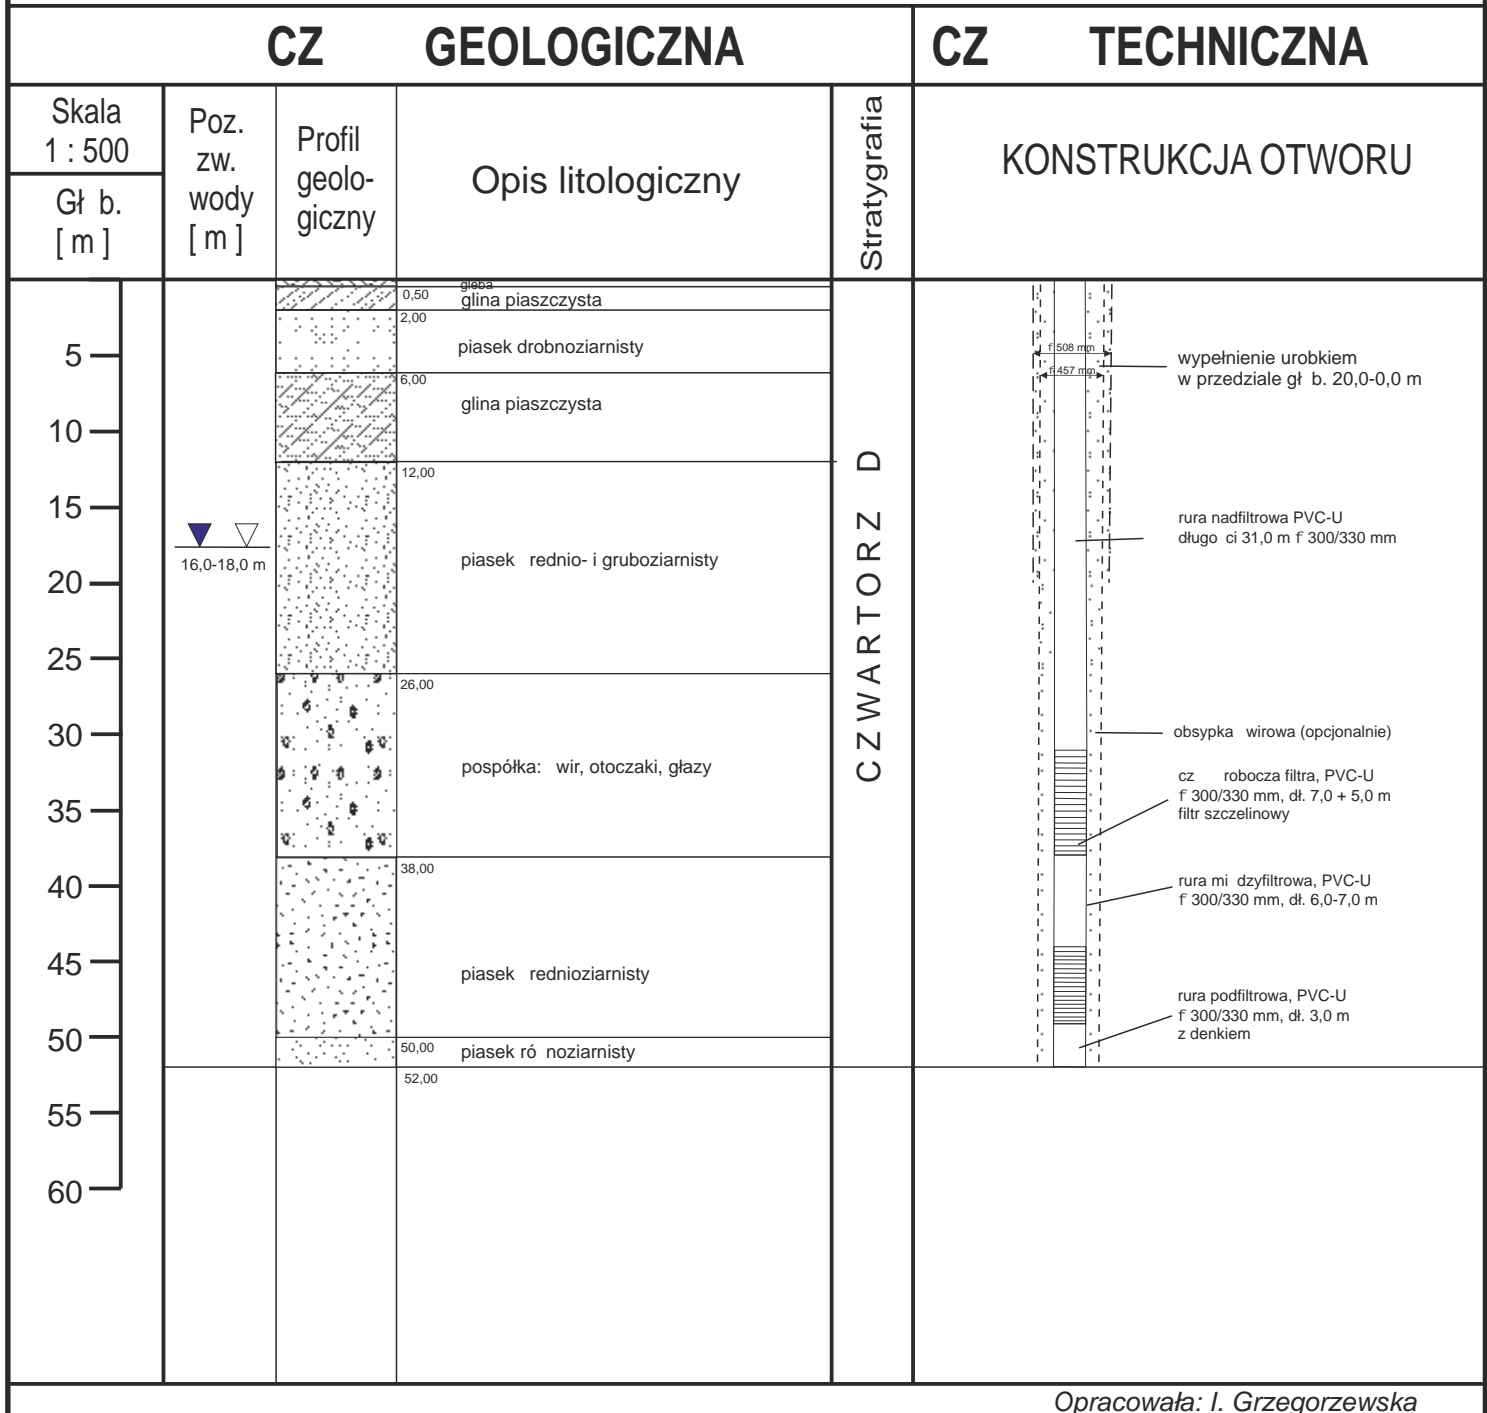 CZ GEOLOGICZNA
CZ TECHNICZNA
Skala
1 : 500
Gł b.
[ m ]
Poz.
zw.
wody
[ m ]
Profil
geolo-
giczny
Opis litologiczny
Stratygrafia
KONSTRUKCJA OTWORU
5
10
15
20
25
30
35
40
45
50
55
60
16,0-18,0 m
gleba
0,50
glina piaszczysta
2,00
piasek drobnoziarnisty
6,00
glina piaszczysta
12,00
piasek rednio- i gruboziarnisty
26,00
pospółka: wir, otoczaki, głazy
38,00
piasek rednioziarnisty
50,00
piasek ró noziarnisty
52,00
CZWARTORZ D
f 508 mm
f 457 mm
wypełnienie urobkiem
w przedziale gł b. 20,0-0,0 m
rura nadfiltrowa PVC-U
długo ci 31,0 m f 300/330 mm
obsypka wirowa (opcjonalnie)
cz robocza filtra, PVC-U
f 300/330 mm, dł. 7,0 + 5,0 m
filtr szczelinowy
rura mi dzyfiltrowa, PVC-U
f 300/330 mm, dł. 6,0-7,0 m
rura podfiltrowa, PVC-U
f 300/330 mm, dł. 3,0 m
z denkiem
Opracowała: I. Grzegorzewska